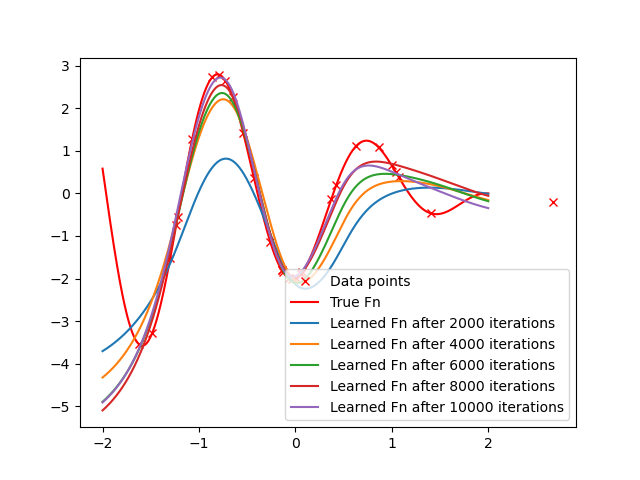 3
2
1
0
−1
−2
−3
−4
−5
−2
−1
0
1
2
Data points
True Fn
Learned Fn after 2000 iterations
Learned Fn after 4000 iterations
Learned Fn after 6000 iterations
Learned Fn after 8000 iterations
Learned Fn after 10000 iterations